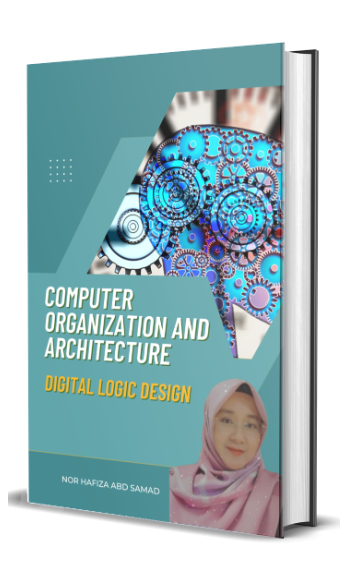 COMPUTER
ORGANIZATION AND
ARCHITECTURE
DIGITAL LOGIC DESIGN
NOR HAFIZA ABD SAMAD